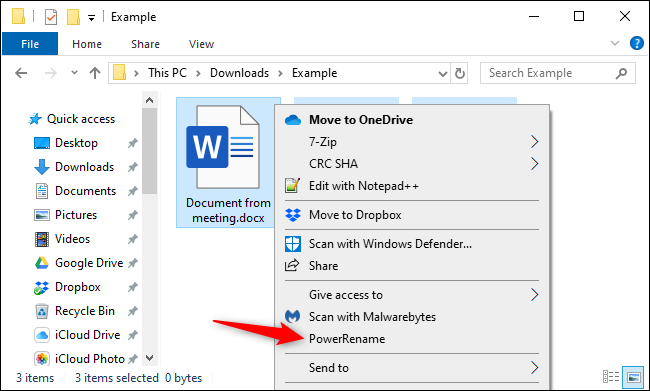 Example
File
Home
Share
View
This PC
Downloads
Example
Search Example
Quick access
Desktop
Downloads
Documents
Pictures
Videos
Google Drive
Dropbox
Recycle Bin
iCloud Drive
iCloud Photo
W
Document from
meeting.docx
Move to OneDrive
7-Zip
CRC SHA
Edit with Notepad++
Move to Dropbox
Scan with Windows Defender...
Share
Give access to
Scan with Malwarebytes
PowerRename
Send to
3 items
3 items selected
0 bytes